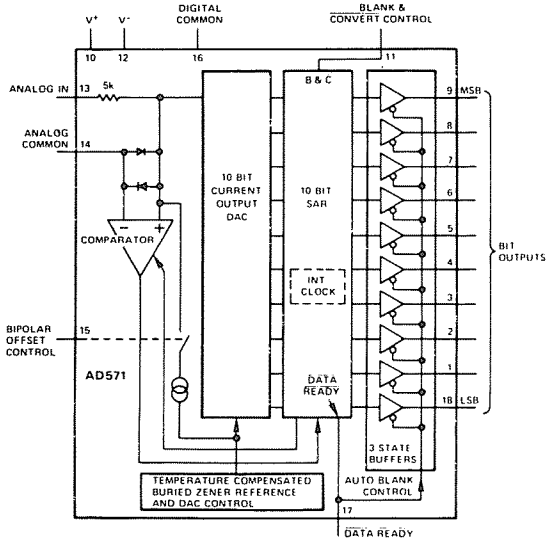 V+
V-
DIGITAL
COMMON
BLANK &
CONVERT CONTROL
10
12
16
11
ANALOG IN
13
5k
B & C
9 MSB
ANALOG
COMMON
14
8
7
10 BIT
CURRENT
OUTPUT
DAC
10 BIT
SAR
6
- +
COMPARATOR
5
BIT
OUTPUTS
4
INT
CLOCK
3
BIPOLAR
OFFSET
CONTROL
15
2
AD571
1
DATA
READY
18 LSB
3 STATE
BUFFERS
TEMPERATURE COMPENSATED
BURIED ZENER REFERENCE
AND DAC CONTROL
AUTO BLANK
CONTROL
17
DATA READY